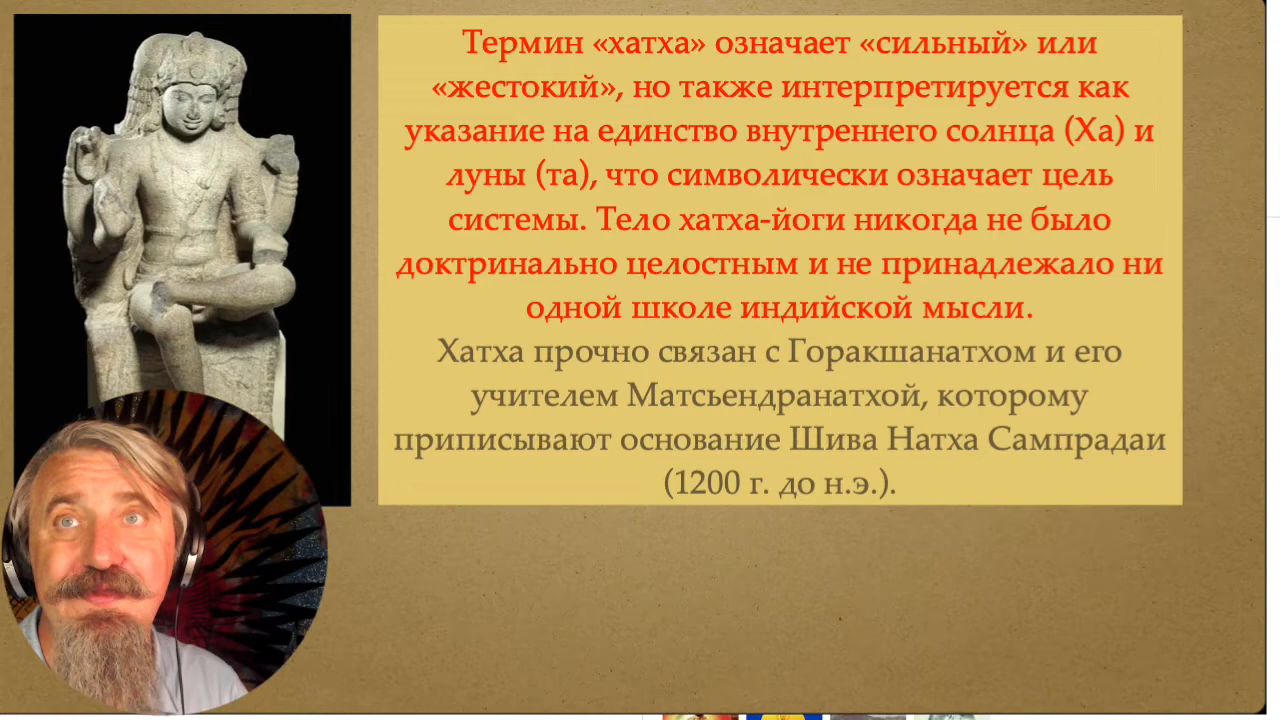 Термин «хатха» означает «сильный» или
«жестокий», но также интерпретируется как
указание на единство внутреннего солнца (Ха) и
луны (та), что символически означает цель
системы. Тело хатха-йоги никогда не было
доктринально целостным и не принадлежало ни
одной школе индийской мысли.
Хатха прочно связан с Горакшанатхом и его
учителем Матсьендранатхой, которому
приписывают основание Шива Натха Сампрадаи
(1200 г. до н.э.).